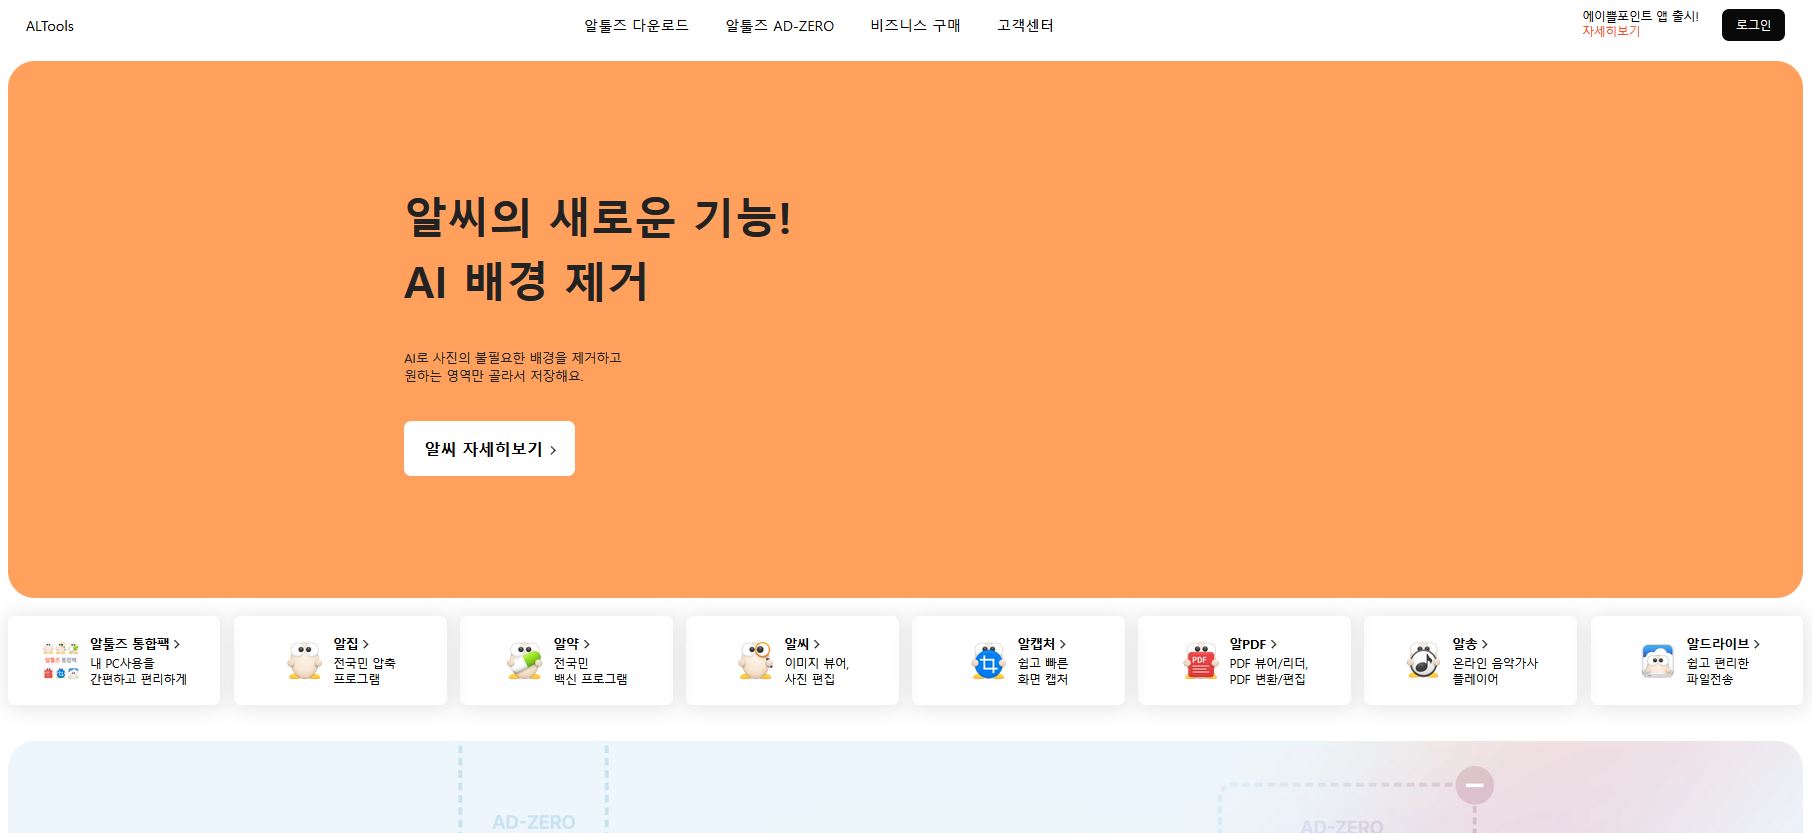 ALTools
알툴즈 다운로드
알툴즈 AD-ZERO
비즈니스 구매
고객센터
에이쁠포인트 앱 출시!
자세히보기
로그인
알씨의 새로운 기능!
AI 배경 제거
AI로 사진의 불필요한 배경을 제거하고
원하는 영역만 골라서 저장해요.
알씨 자세히보기 >
알툴즈 통합팩
알툴즈 통합팩 >
내 PC사용을
간편하고 편리하게
알집 >
전국민 압축
프로그램
알약 >
전국민
백신 프로그램
알씨 >
이미지 뷰어,
사진 편집
알캡처 >
쉽고 빠른
화면 캡처
PDF
알PDF >
PDF 뷰어/리더,
PDF 변환/편집
알송 >
온라인 음악가사
플레이어
알드라이브 >
쉽고 편리한
파일전송
AD-ZERO
AD-ZERO